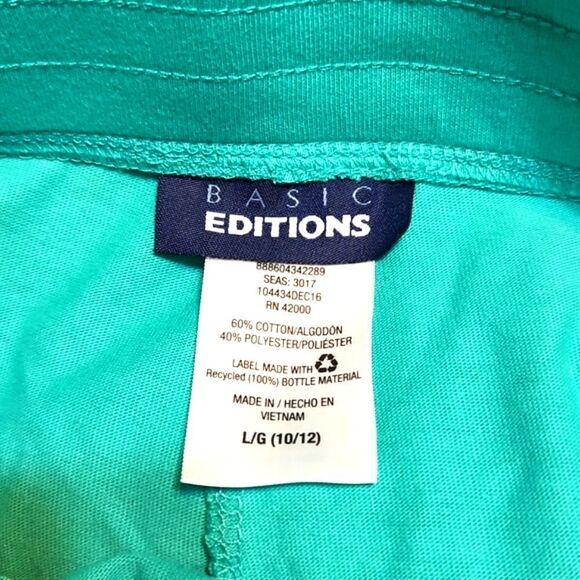 BASIC
EDITIONS
888604342289
SEAS: 3017
104434DEC16
RN 42000
60% COTTON/ALGODÓN
40% POLYESTER/POLIÉSTER
LABEL MADE WITH
Recycled (100%) BOTTLE MATERIAL
MADE IN / HECHO EN
VIETNAM
L/G (10/12)